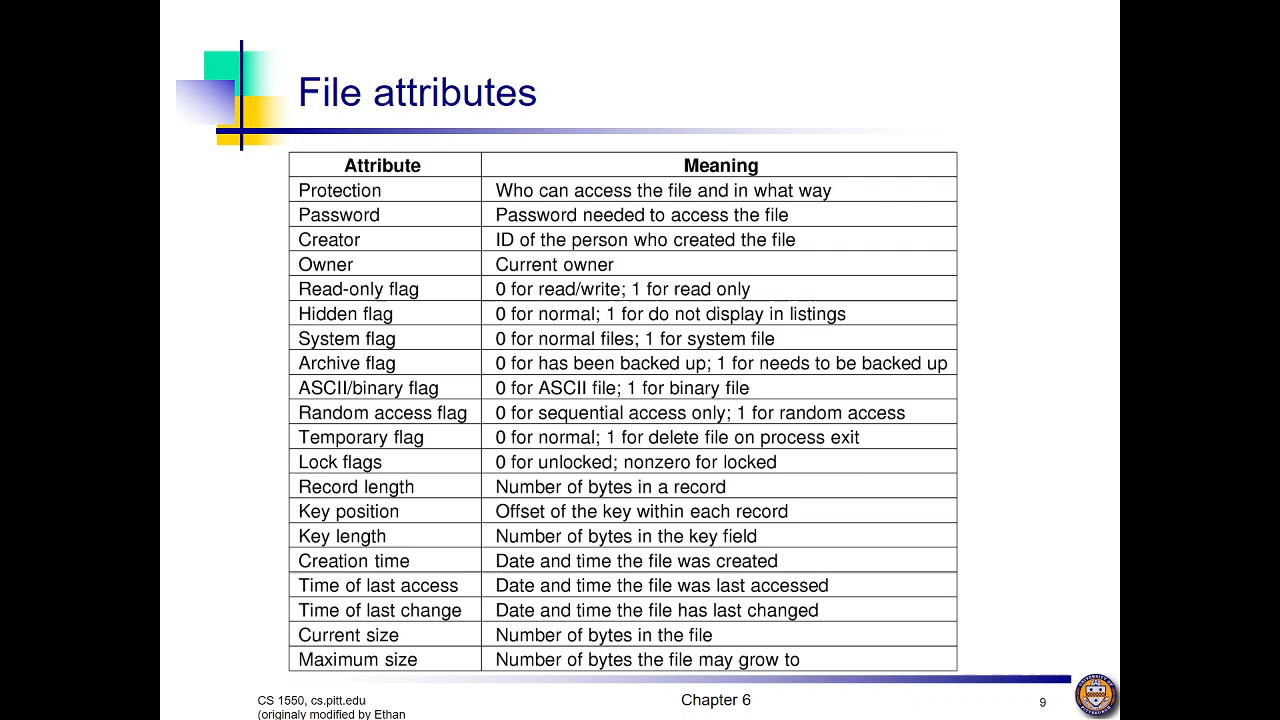 File attributes
Attribute Meaning
Protection Who can access the file and in what way
Password Password needed to access the file
Creator ID of the person who created the file
Owner Current owner
Read-only flag 0 for read/write; 1 for read only
Hidden flag 0 for normal; 1 for do not display in listings
System flag 0 for normal files; 1 for system file
Archive flag 0 for has been backed up; 1 for needs to be backed up
ASCII/binary flag 0 for ASCII file; 1 for binary file
Random access flag 0 for sequential access only; 1 for random access
Temporary flag 0 for normal; 1 for delete file on process exit
Lock flags 0 for unlocked; nonzero for locked
Record length Number of bytes in a record
Key position Offset of the key within each record
Key length Number of bytes in the key field
Creation time Date and time the file was created
Time of last access Date and time the file was last accessed
Time of last change Date and time the file has last changed
Current size Number of bytes in the file
Maximum size Number of bytes the file may grow to
CS 1550, cs.pitt.edu Chapter 6 9
(originaly modified by Ethan